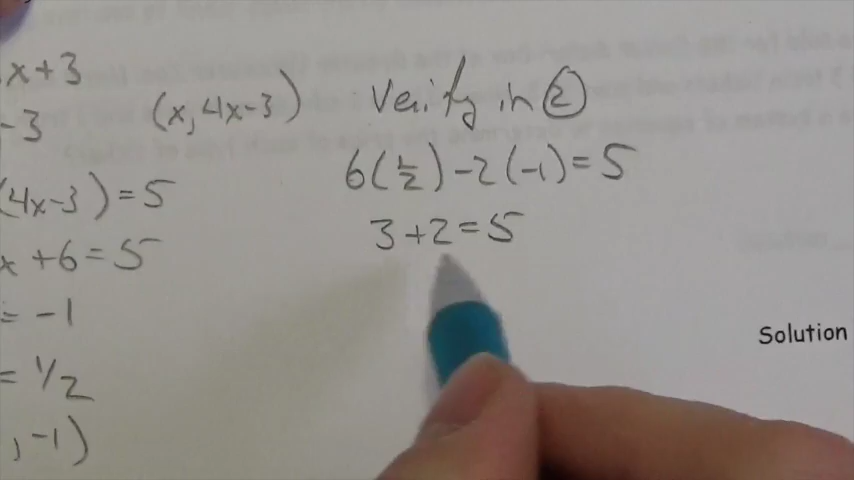 x + 3
-3
(x, 4x-3)
(4x-3) = 5
x + 6 = 5
= -1
= 1/2
, -1)
Verify in ②
6(1/2) - 2(-1) = 5
3 + 2 = 5
Solution